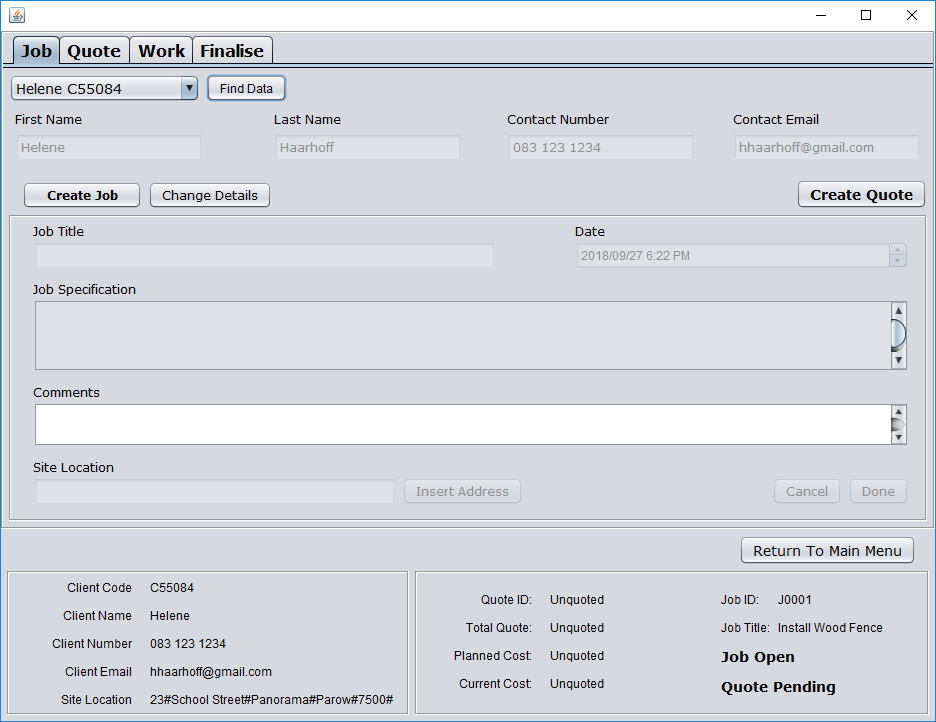 Job Quote Work Finalise
Helene C55084 Find Data
First Name Last Name Contact Number Contact Email
Helene Haarhoff 083 123 1234 hhaarhoff@gmail.com
Create Job Change Details Create Quote
Job Title Date
2018/09/27 6:22 PM
Job Specification
Comments
Site Location
Insert Address Cancel Done
Return To Main Menu
Client Code C55084
Client Name Helene
Client Number 083 123 1234
Client Email hhaarhoff@gmail.com
Site Location 23#School Street#Panorama#Parow#7500#
Quote ID: Unquoted Job ID: J0001
Total Quote: Unquoted Job Title: Install Wood Fence
Planned Cost: Unquoted Job Open
Current Cost: Unquoted Quote Pending